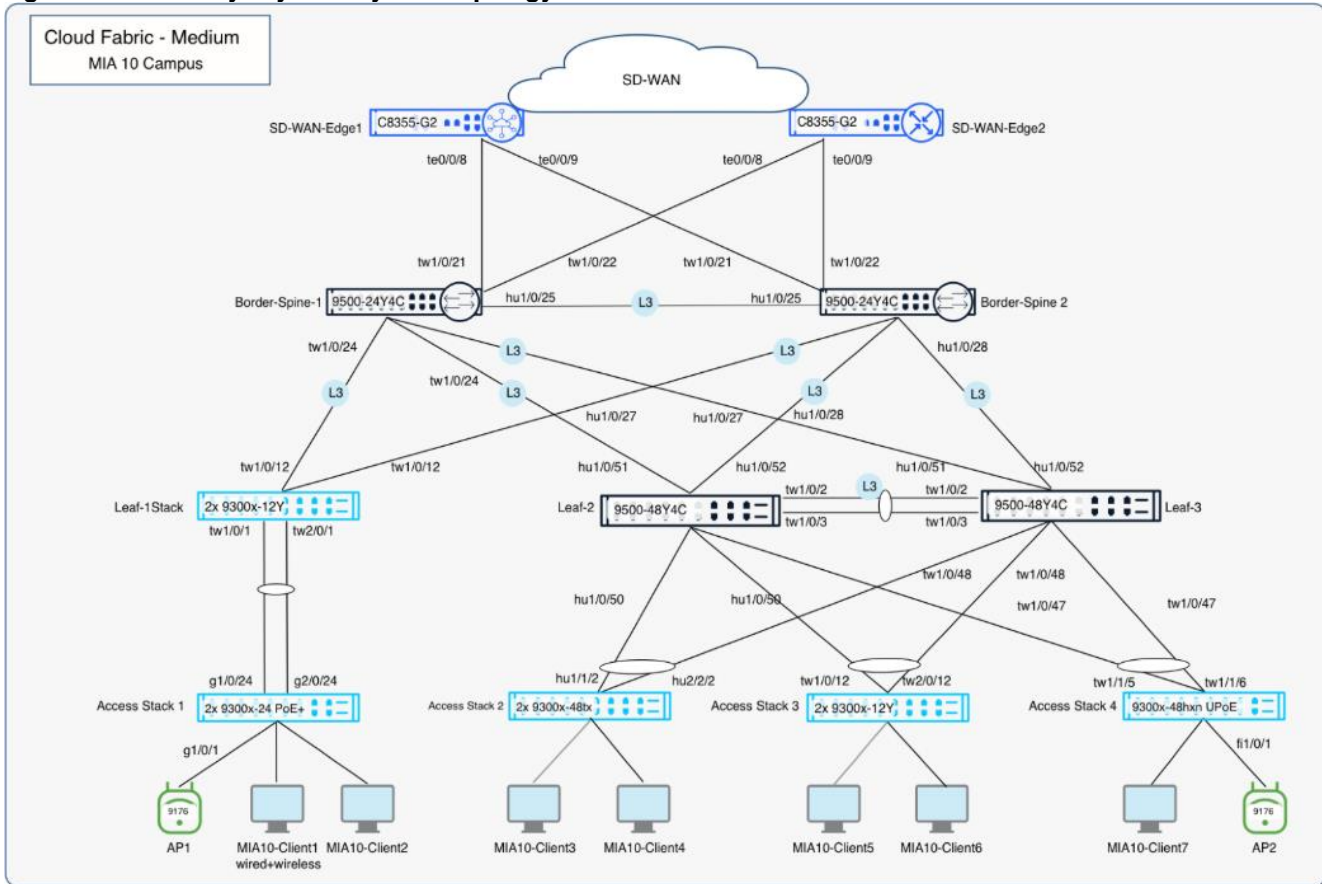 Cloud Fabric - Medium
MIA 10 Campus
SD-WAN
SD-WAN-Edge1
C8355-G2
C8355-G2
SD-WAN-Edge2
te0/0/8
te0/0/9
te0/0/8
te0/0/9
tw1/0/21
tw1/0/22
tw1/0/21
tw1/0/22
Border-Spine-1
9500-24Y4C
hu1/0/25
L3
hu1/0/25
9500-24Y4C
Border-Spine 2
tw1/0/24
L3
L3
hu1/0/28
tw1/0/24
L3
L3
L3
L3
hu1/0/27
hu1/0/27
hu1/0/28
tw1/0/12
tw1/0/12
hu1/0/51
hu1/0/52
hu1/0/51
hu1/0/52
Leaf-1Stack
2x 9300x-12Y
Leaf-2
9500-48Y4C
tw1/0/2
L3
tw1/0/2
9500-48Y4C
Leaf-3
tw1/0/3
tw1/0/3
tw1/0/1
tw2/0/1
hu1/0/50
hu1/0/50
tw1/0/48
tw1/0/48
tw1/0/47
tw1/0/47
g1/0/24
g2/0/24
hu1/1/2
hu2/2/2
tw1/0/12
tw2/0/12
tw1/1/5
tw1/1/6
Access Stack 1
2x 9300x-24 PoE+
Access Stack 2
2x 9300x-48tx
Access Stack 3
2x 9300x-12Y
Access Stack 4
9300x-48hxn UPoE
g1/0/1
fi1/0/1
9176
9176
AP1
MIA10-Client1
wired+wireless
MIA10-Client2
MIA10-Client3
MIA10-Client4
MIA10-Client5
MIA10-Client6
MIA10-Client7
AP2